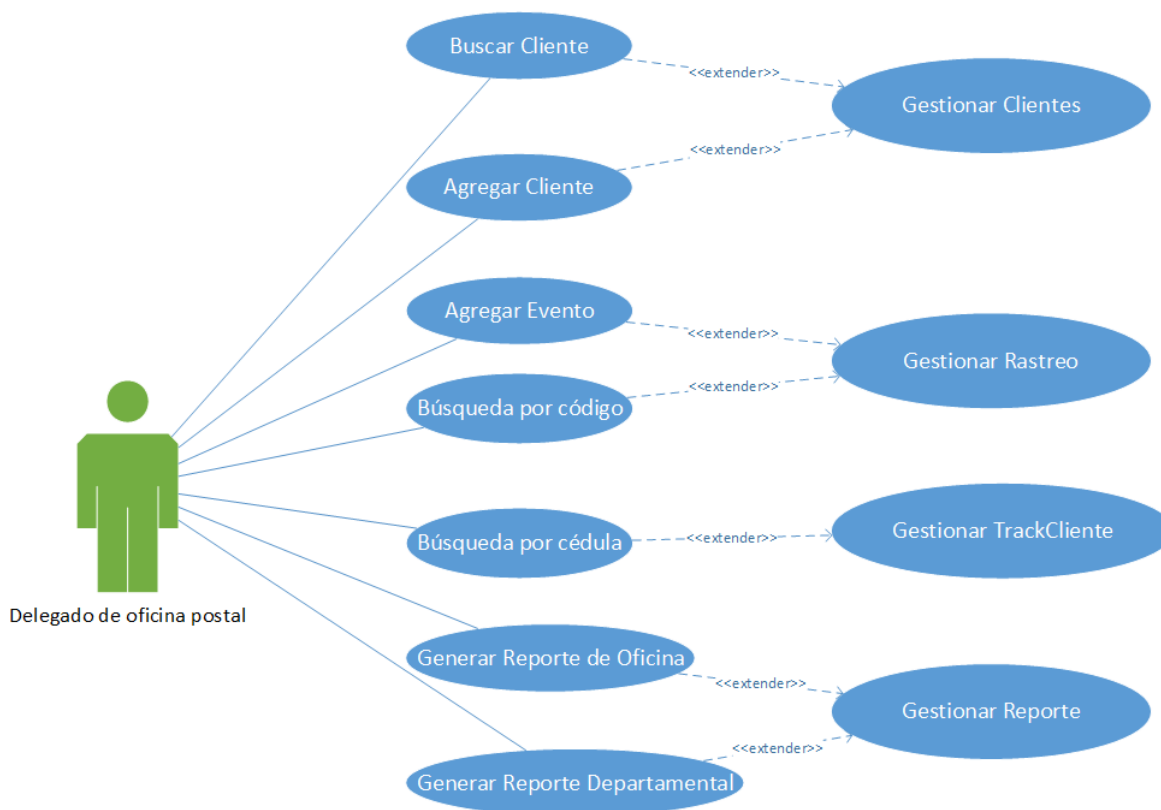 Buscar Cliente
<<extender>>
Gestionar Clientes
<<extender>>
Agregar Cliente
Agregar Evento
<<extender>>
Gestionar Rastreo
<<extender>>
Búsqueda por código
Búsqueda por cédula
<<extender>>
Gestionar TrackCliente
Delegado de oficina postal
Generar Reporte de Oficina
<<extender>>
Gestionar Reporte
<<extender>>
Generar Reporte Departamental